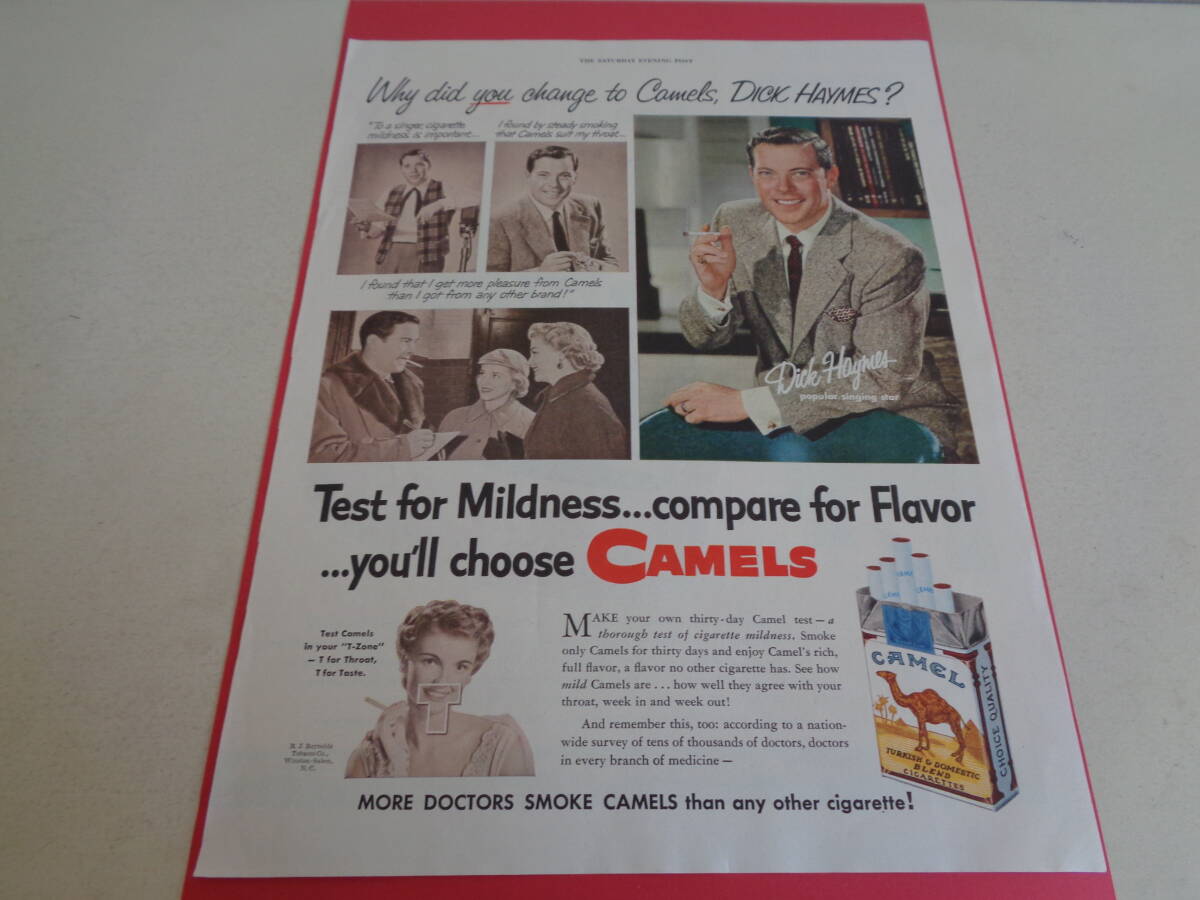 THE SATURDAY EVENING POST
Why did you change to Camels, DICK HAYMES?
"To a singer, cigarette
mildness is important...
I found by steady smoking
that Camels suit my throat...
I found that I get more pleasure from Camels
than I got from any other brand!"
Dick Haymes
popular singing star
Test for Mildness...compare for Flavor
...you'll choose CAMELS
Test Camels
in your "T-Zone"
– T for Throat,
T for Taste.
R. J. Reynolds
Tobacco Co.,
Winston-Salem,
N. C.
MAKE your own thirty-day Camel test – a
thorough test of cigarette mildness. Smoke
only Camels for thirty days and enjoy Camel's rich,
full flavor, a flavor no other cigarette has. See how
mild Camels are ... how well they agree with your
throat, week in and week out!
And remember this, too: according to a nation-
wide survey of tens of thousands of doctors, doctors
in every branch of medicine –
CAMEL
TURKISH & DOMESTIC
BLEND
CIGARETTES
CHOICE QUALITY
MORE DOCTORS SMOKE CAMELS than any other cigarette!